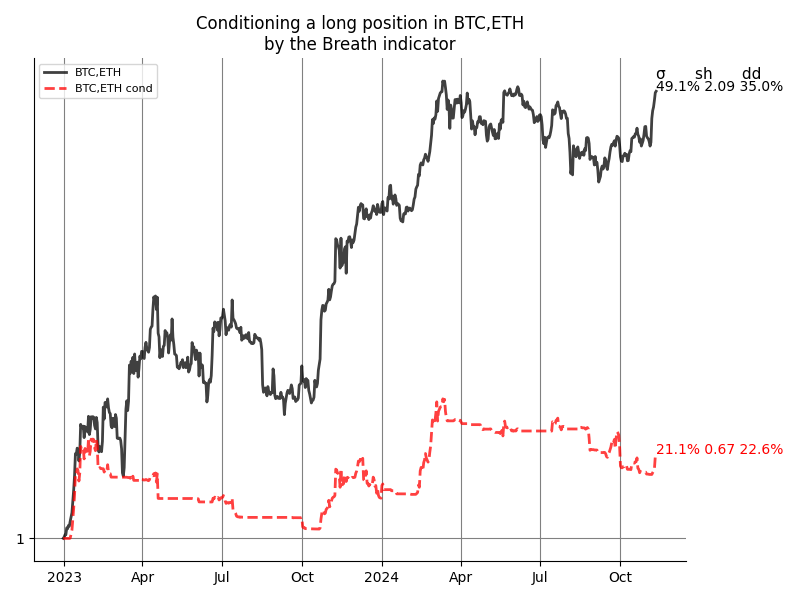 Conditioning a long position in BTC,ETH
by the Breath indicator
BTC,ETH
BTC,ETH cond
σ sh dd
49.1% 2.09 35.0%
21.1% 0.67 22.6%
1
2023 Apr Jul Oct 2024 Apr Jul Oct